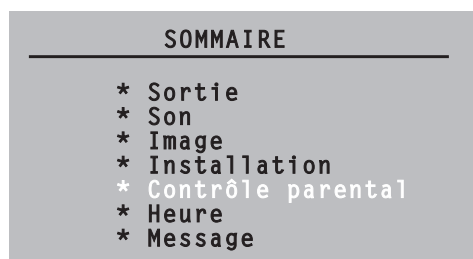 SOMMAIRE
* Sortie
* Son
* Image
* Installation
* Contrôle parental
* Heure
* Message